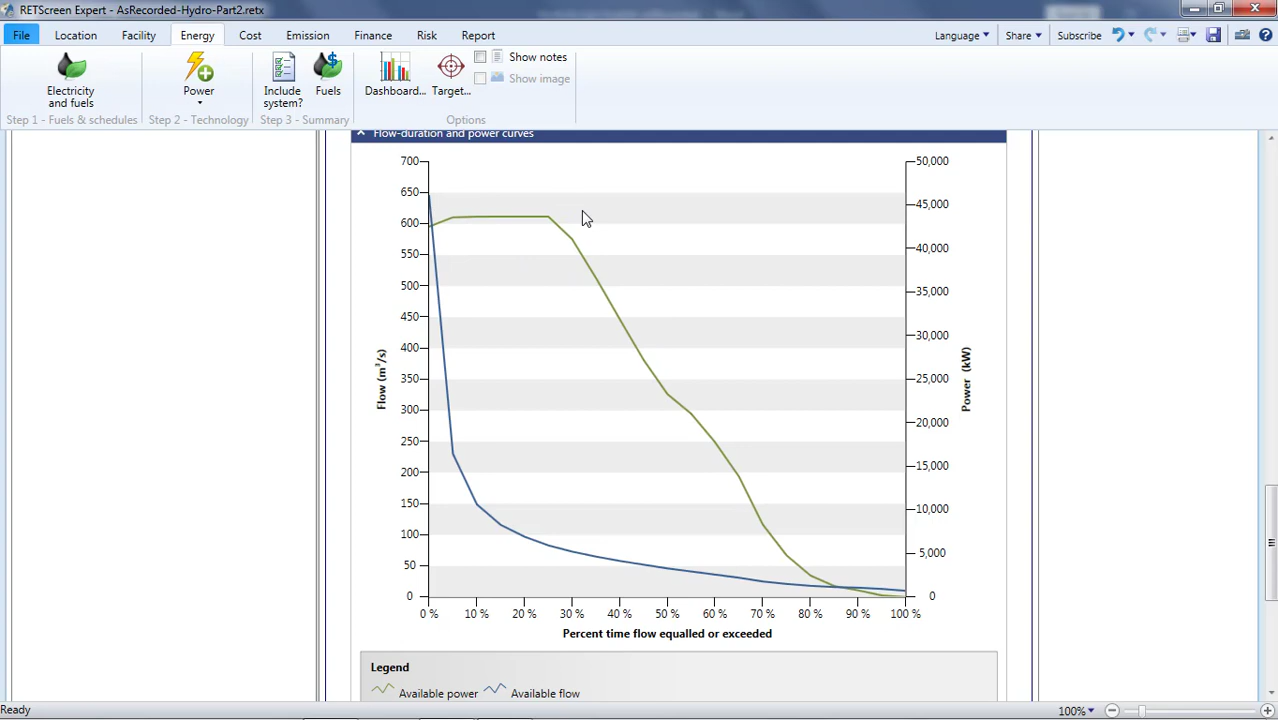 RETScreen Expert - AsRecorded-Hydro-Part2.retx
File Location Facility Energy Cost Emission Finance Risk Report Language Share Subscribe
Electricity and fuels
Power
Include system?
Fuels
Dashboard...
Target...
Show notes
Show image
Step 1 - Fuels & schedules
Step 2 - Technology
Step 3 - Summary
Options
Flow-duration and power curves
700 50,000
650
600 45,000
550 40,000
500 35,000
450
400 30,000
350 25,000
300
250 20,000
200 15,000
150 10,000
100
50 5,000
0 0
Flow (m³/s)
Power (kW)
0 % 10 % 20 % 30 % 40 % 50 % 60 % 70 % 80 % 90 % 100 %
Percent time flow equalled or exceeded
Legend
Available power Available flow
Ready 100%